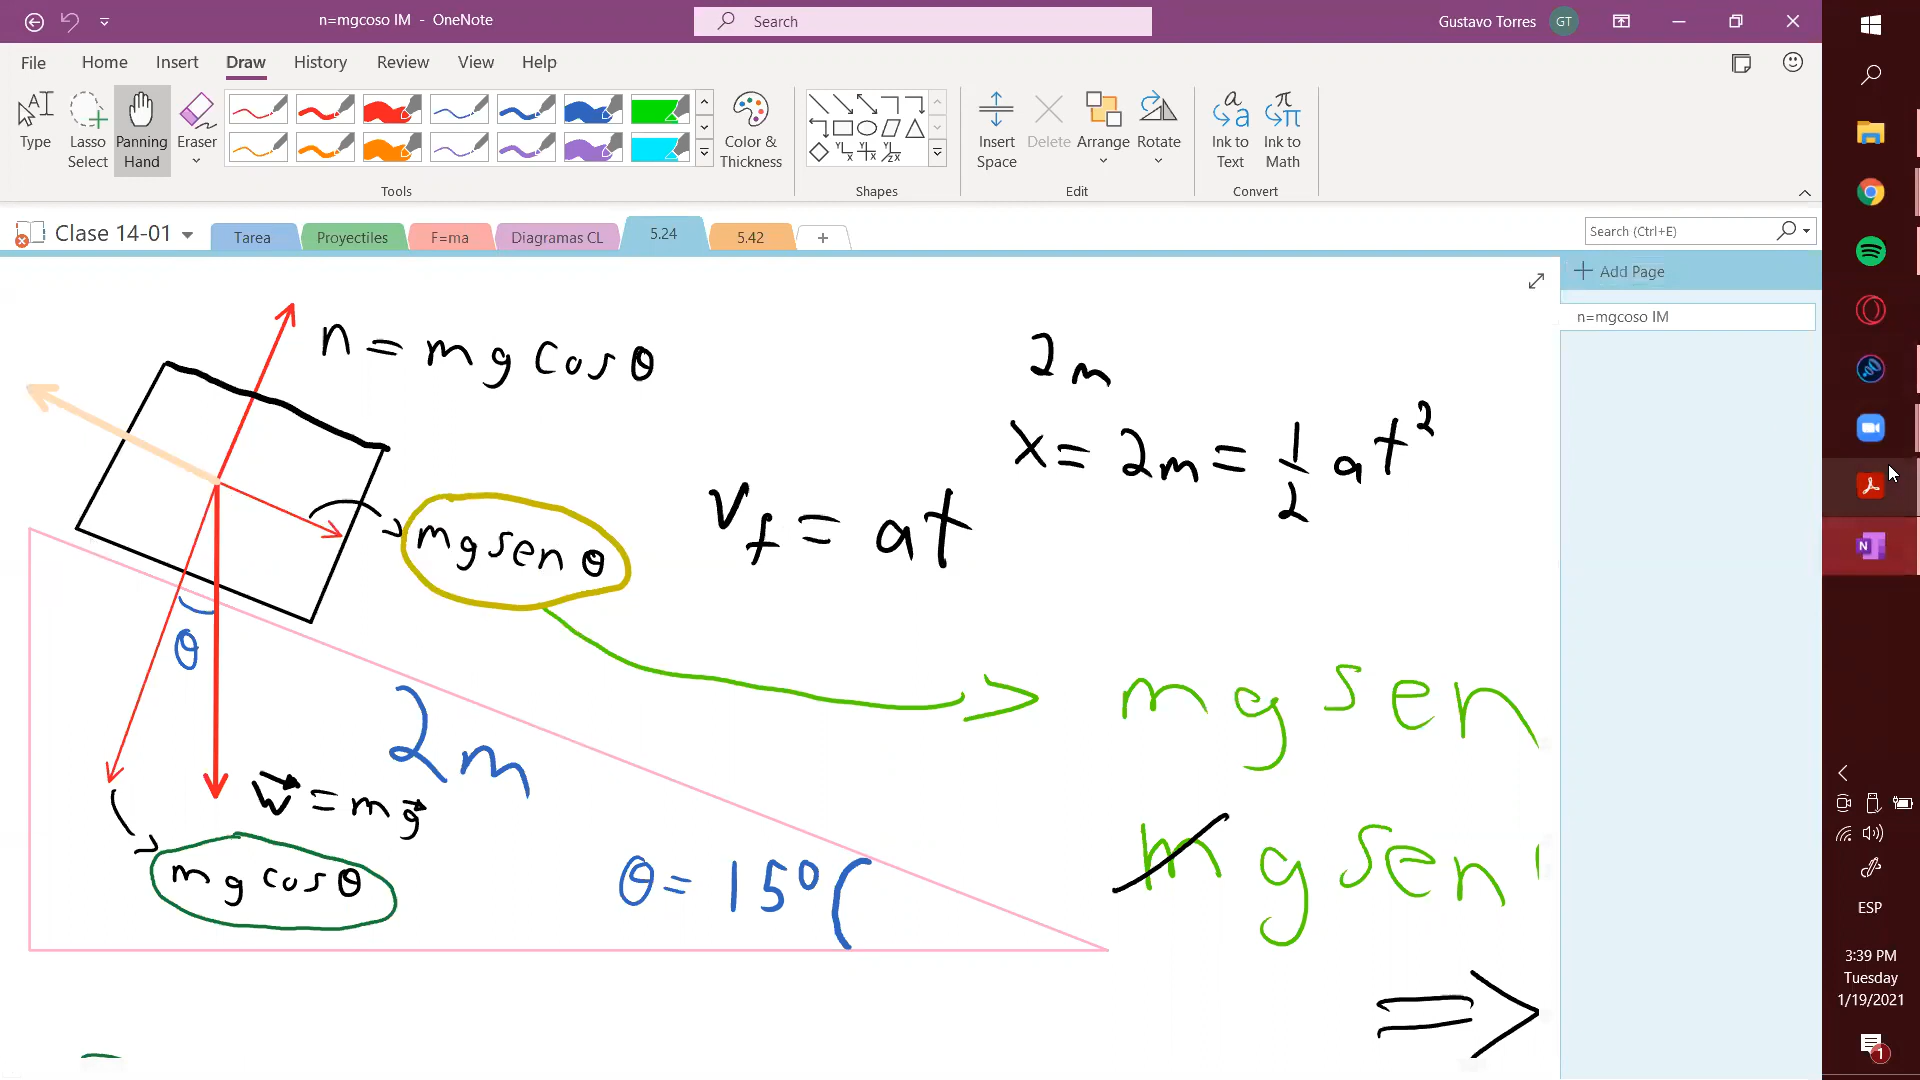 n=mgcoso IM - OneNote
Search
Gustavo Torres
GT
File
Home
Insert
Draw
History
Review
View
Help
Type
Lasso Select
Panning Hand
Eraser
Color & Thickness
Insert Space
Delete
Arrange
Rotate
Ink to Text
Ink to Math
Tools
Shapes
Edit
Convert
Clase 14-01
Tarea
Proyectiles
F=ma
Diagramas CL
5.24
5.42
Search (Ctrl+E)
Add Page
n=mgcoso IM
n = mg cos θ
2m
x = 2m = 1/2 at²
mg sen θ
Vf = at
θ
2m
mg sen
w⃗ = mg⃗
mg cos θ
θ = 15°
mg sen
⇒
ESP
3:39 PM
Tuesday
1/19/2021
1